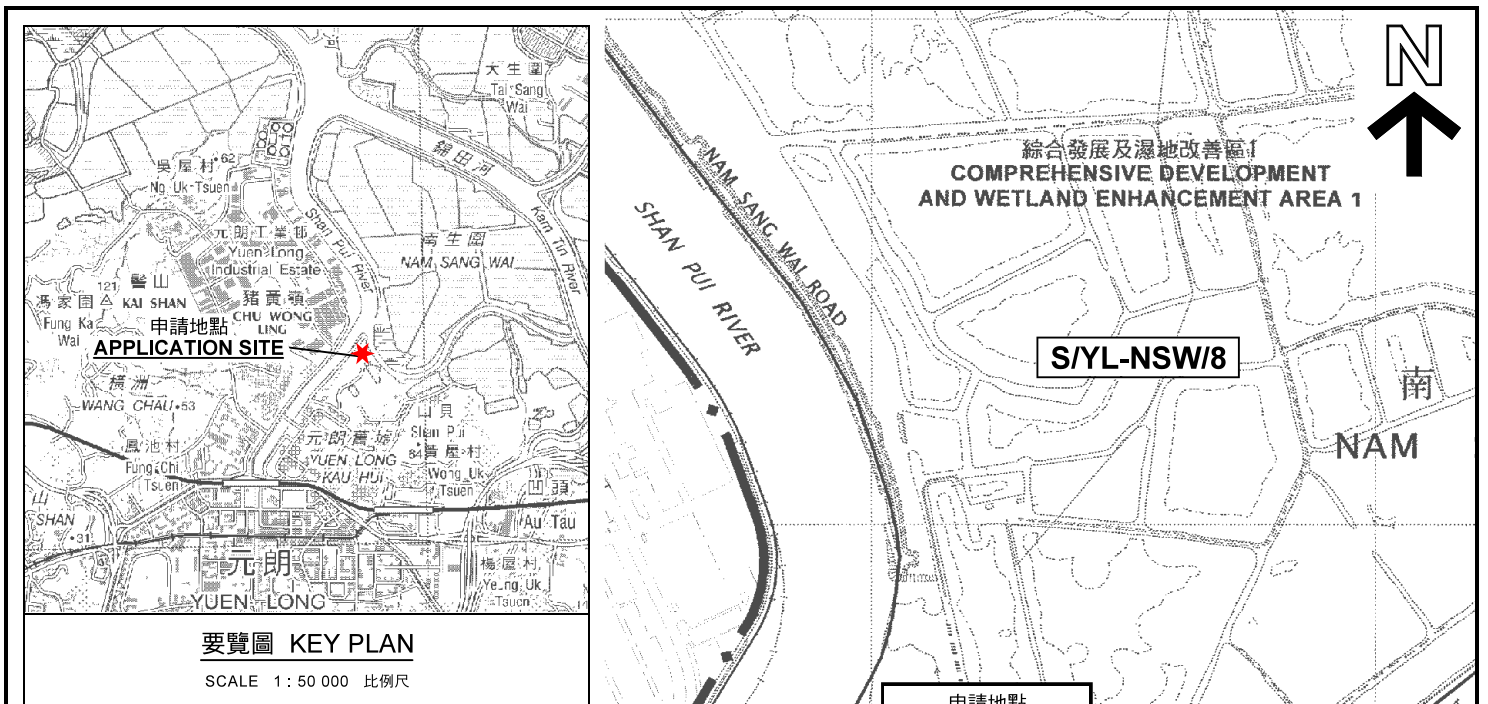 大生圍
Tai Sang
Wai
吳屋村 •62
Ng Uk Tsuen
錦田河
Kam Tin River
Shan Pui River
元朗工業邨
Yuen Long
Industrial Estate
南生圍
NAM SANG WAI
髻山
121
KAI SHAN
馮家圍
Fung Ka
Wai
豬黃嶺
CHU WONG
LING
申請地點
APPLICATION SITE
橫洲
WANG CHAU •53
鳳池村
Fung Chi
Tsuen
元朗舊墟
YUEN LONG
KAU HUI
山貝
Shan Pui
84
黃屋村
Wong Uk
Tsuen
凹頭
Au Tau
山
SHAN
•31
元朗
YUEN LONG
楊屋村
Yeung Uk
Tsuen
要覽圖 KEY PLAN
SCALE 1 : 50 000 比例尺
N
綜合發展及濕地改善區1
COMPREHENSIVE DEVELOPMENT
AND WETLAND ENHANCEMENT AREA 1
NAM SANG WAI ROAD
SHAN PUI RIVER
S/YL-NSW/8
南
NAM
申請地點